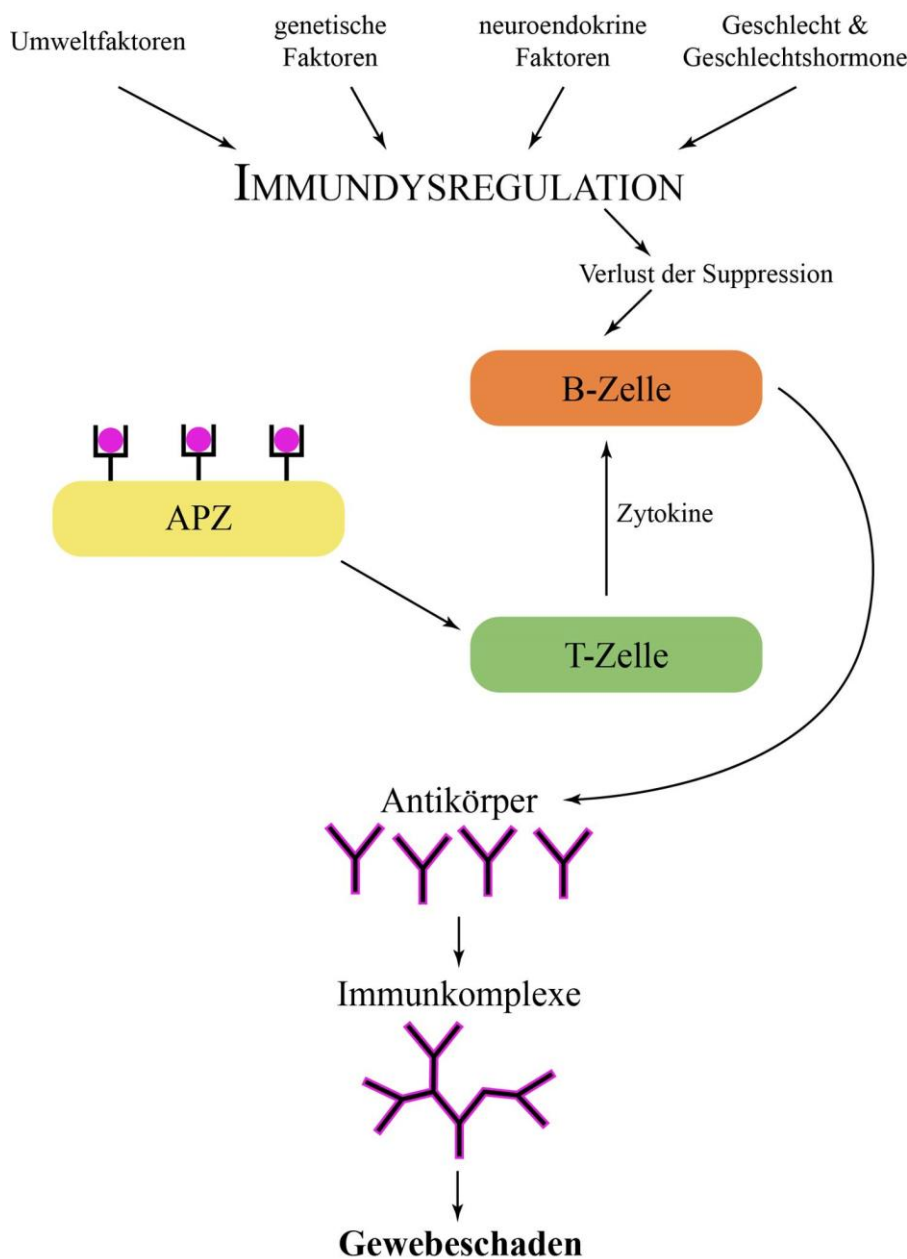 Umweltfaktoren
genetische
Faktoren
neuroendokrine
Faktoren
Geschlecht &
Geschlechtshormone
IMMUNDYSREGULATION
Verlust der Suppression
B-Zelle
APZ
Zytokine
T-Zelle
Antikörper
Immunkomplexe
Gewebeschaden